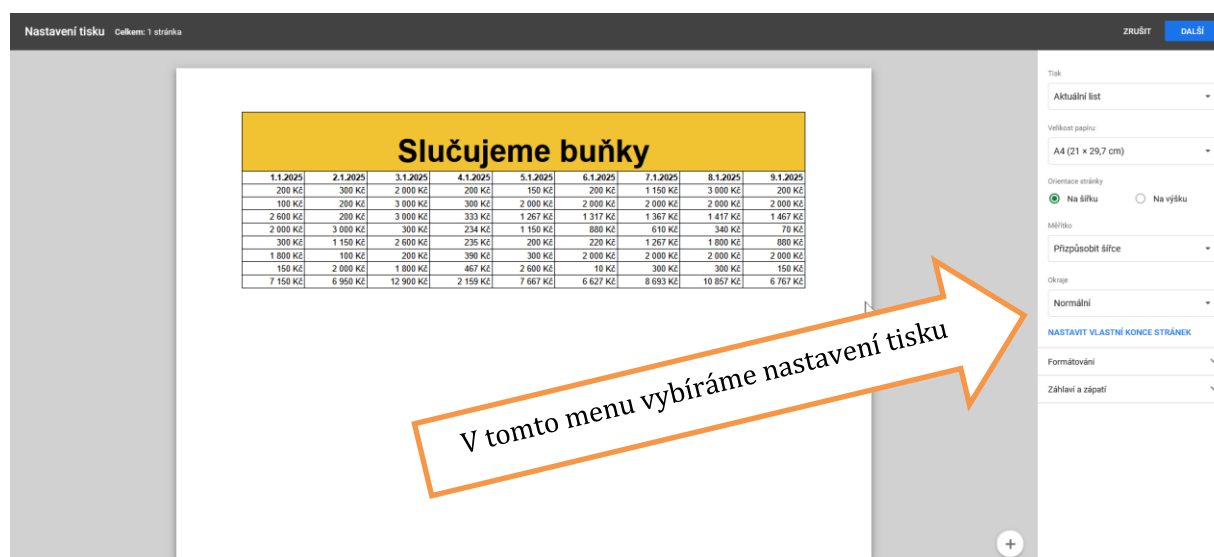 Nastavení tisku Celkem: 1 stránka
ZRUŠIT DALŠÍ
Slučujeme buňky
1.1.2025 2.1.2025 3.1.2025 4.1.2025 5.1.2025 6.1.2025 7.1.2025 8.1.2025 9.1.2025
200 Kč 300 Kč 2 000 Kč 200 Kč 150 Kč 200 Kč 1 150 Kč 3 000 Kč 200 Kč
100 Kč 200 Kč 3 000 Kč 300 Kč 2 000 Kč 2 000 Kč 2 000 Kč 2 000 Kč 2 000 Kč
2 600 Kč 200 Kč 3 000 Kč 333 Kč 1 267 Kč 1 317 Kč 1 367 Kč 1 417 Kč 1 467 Kč
2 000 Kč 3 000 Kč 300 Kč 234 Kč 1 150 Kč 880 Kč 610 Kč 340 Kč 70 Kč
300 Kč 1 150 Kč 2 600 Kč 235 Kč 200 Kč 220 Kč 1 267 Kč 1 800 Kč 880 Kč
1 800 Kč 100 Kč 200 Kč 390 Kč 300 Kč 2 000 Kč 2 000 Kč 2 000 Kč 2 000 Kč
150 Kč 2 000 Kč 1 800 Kč 467 Kč 2 600 Kč 10 Kč 300 Kč 300 Kč 150 Kč
7 150 Kč 6 950 Kč 12 900 Kč 2 159 Kč 7 667 Kč 6 627 Kč 8 693 Kč 10 857 Kč 6 767 Kč
V tomto menu vybíráme nastavení tisku
Tisk
Aktuální list
Velikost papíru:
A4 (21 × 29,7 cm)
Orientace stránky
Na šířku Na výšku
Měřítko
Přizpůsobit šířce
Okraje
Normální
NASTAVIT VLASTNÍ KONCE STRÁNEK
Formátování
Záhlaví a zápatí